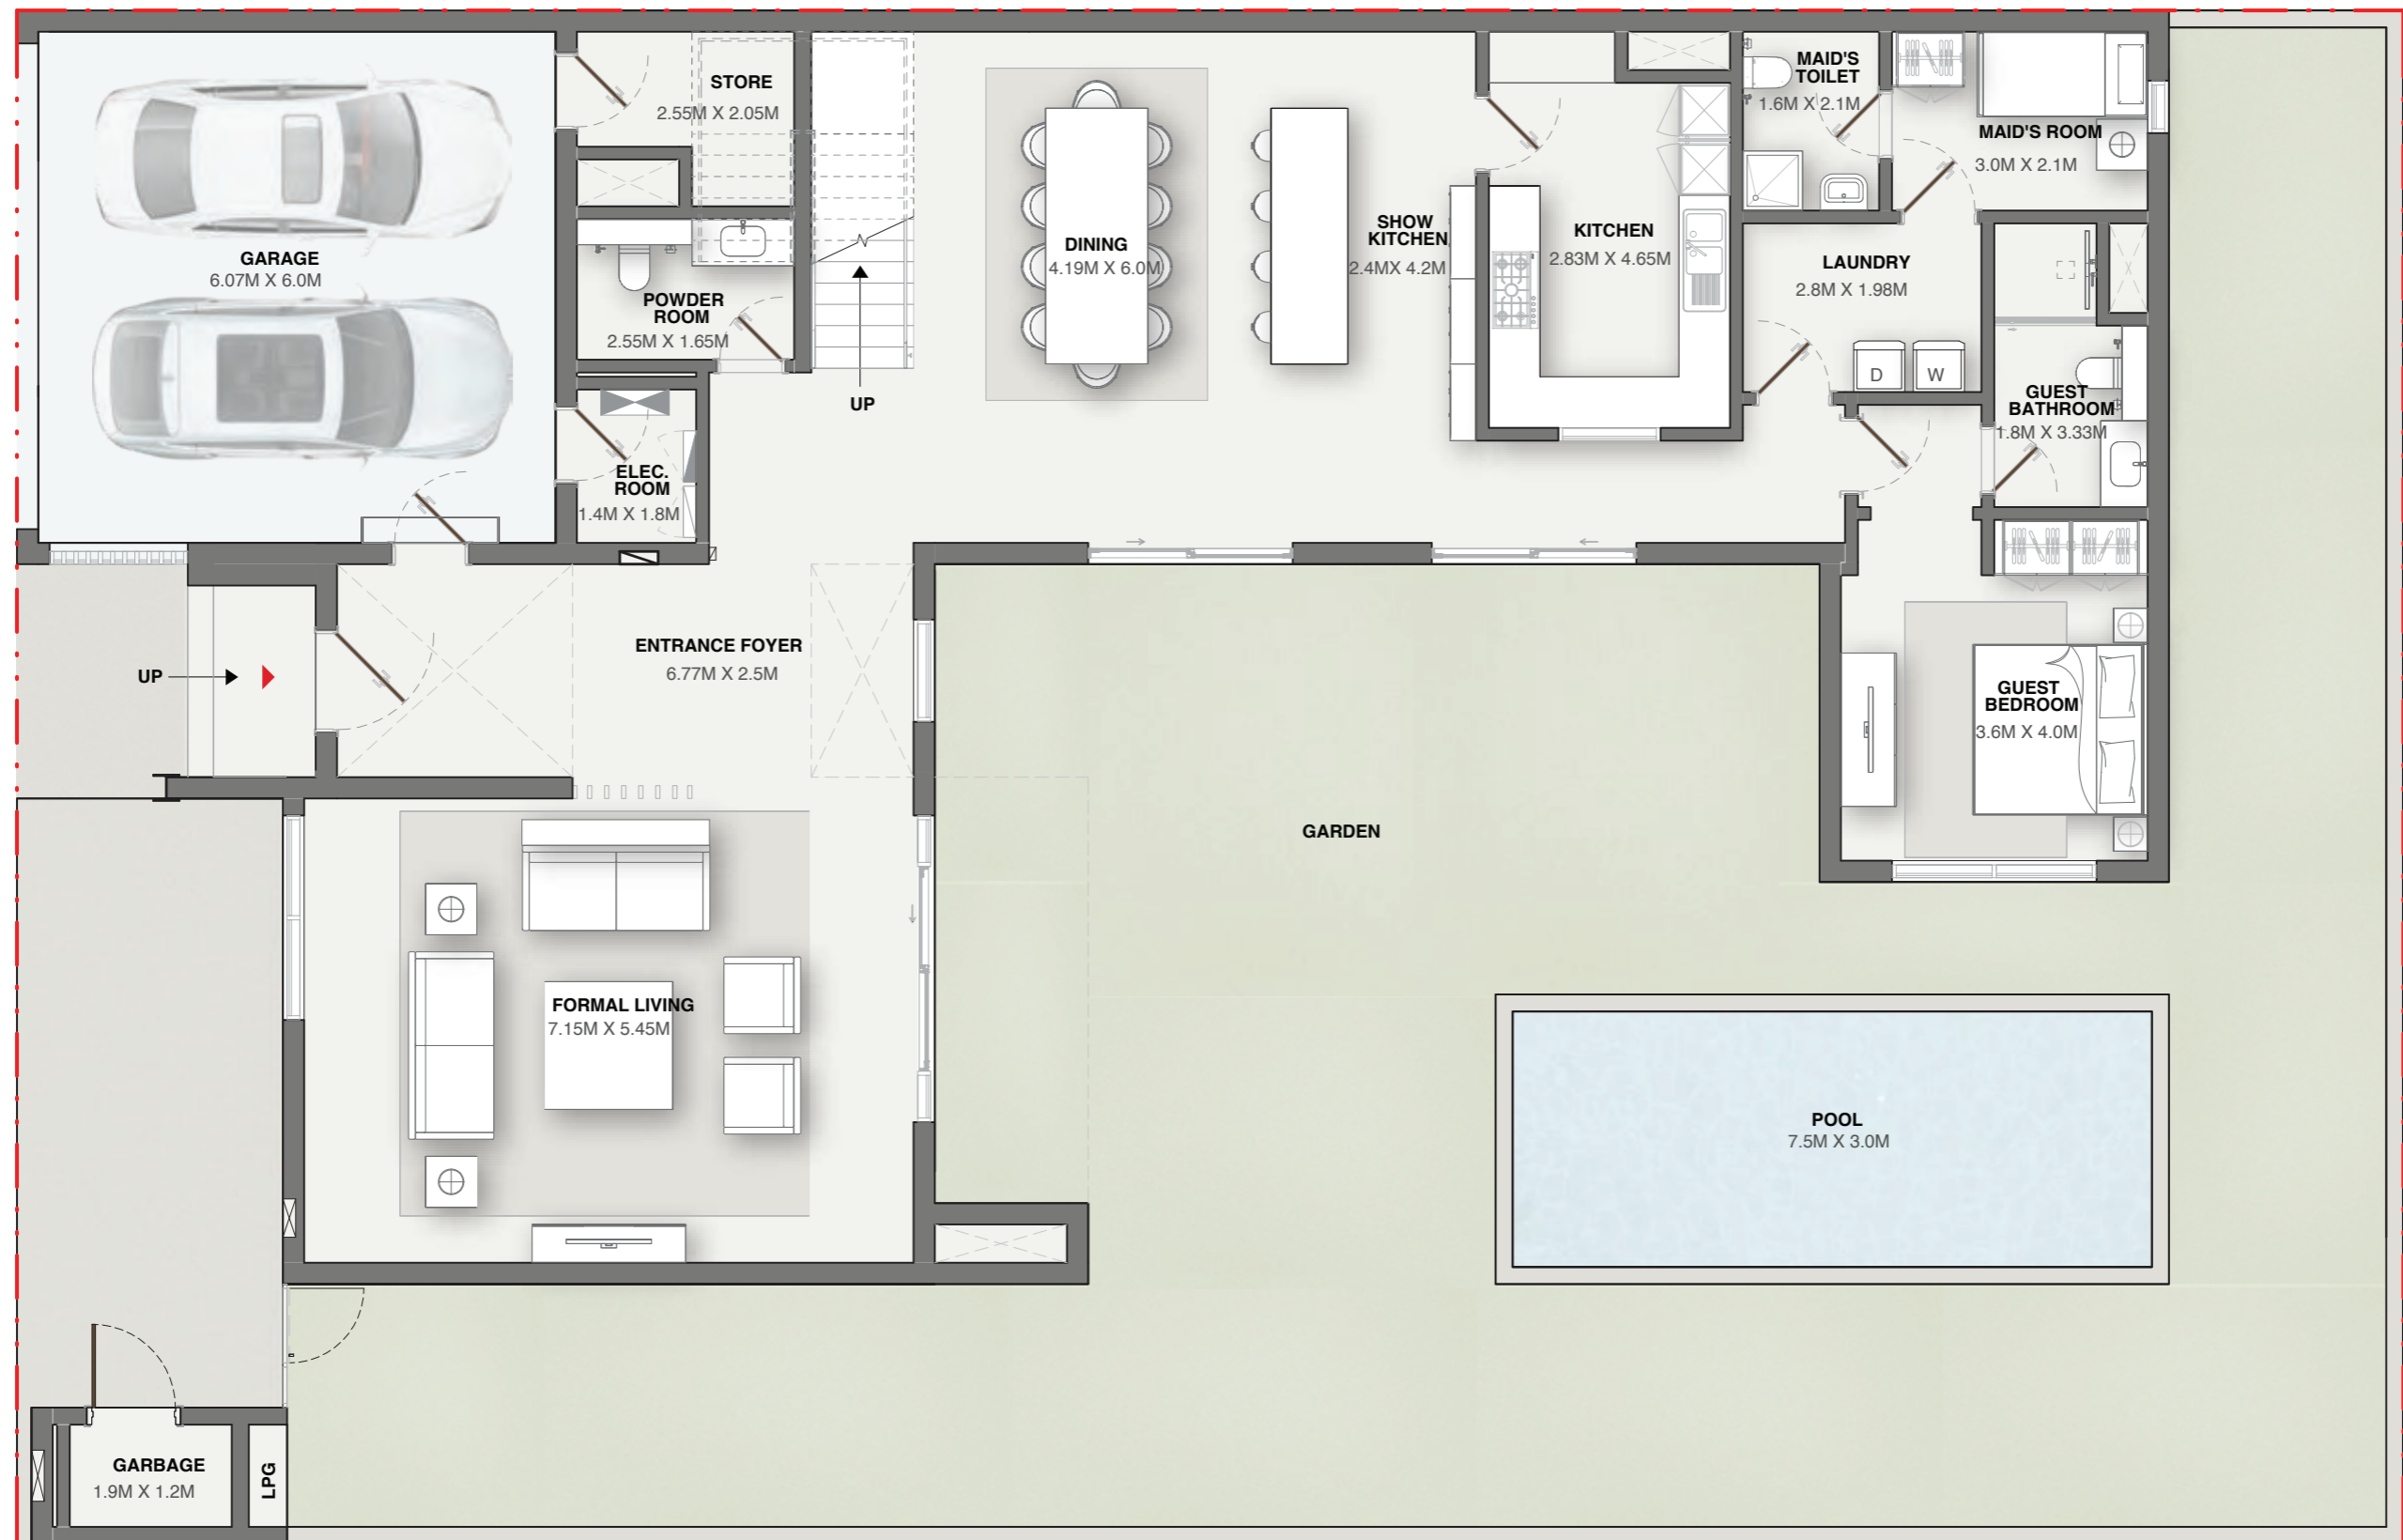 STORE
2.55M X 2.05M
GARAGE
6.07M X 6.0M
POWDER
ROOM
2.55M X 1.65M
UP
ELEC.
ROOM
1.4M X 1.8M
DINING
4.19M X 6.0M
SHOW
KITCHEN
2.4MX 4.2M
KITCHEN
2.83M X 4.65M
MAID'S
TOILET
1.6M X 2.1M
MAID'S ROOM
3.0M X 2.1M
LAUNDRY
2.8M X 1.98M
D
W
GUEST
BATHROOM
1.8M X 3.33M
UP
ENTRANCE FOYER
6.77M X 2.5M
GUEST
BEDROOM
3.6M X 4.0M
GARDEN
FORMAL LIVING
7.15M X 5.45M
POOL
7.5M X 3.0M
GARBAGE
1.9M X 1.2M
LPG